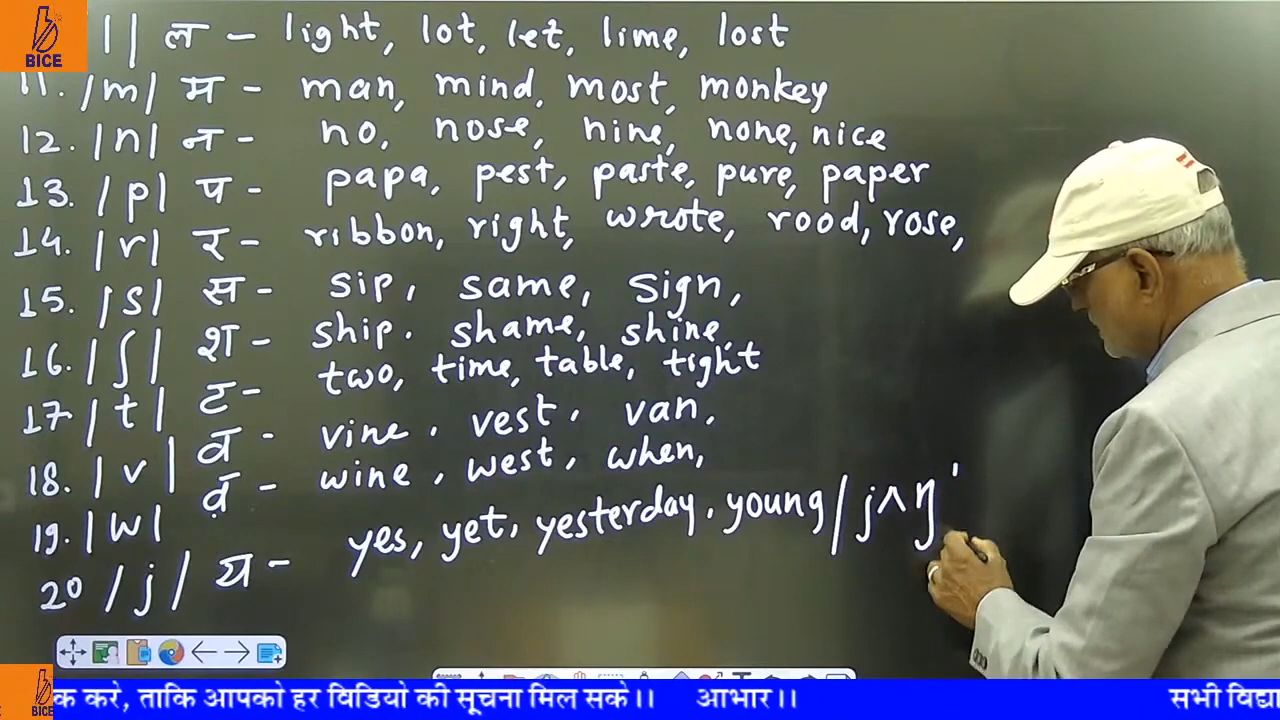 BICE
l| ल - light, lot, let, lime, lost
11. /m/ म - man, mind, most, monkey
12. /n/ न - no, nose, nine, none, nice
13. /p/ प - papa, pest, paste, pure, paper
14. /r/ र - ribbon, right, wrote, rood, rose,
15. /s/ स - sip, same, sign,
16. /ʃ/ श - ship. shame, shine,
17. /t/ ट - two, time, table, tight
18. /v/ व - vine, vest, van,
19. /w/ व़ - wine, west, when,
20 /j/ य - yes, yet, yesterday, young /jʌŋ
BICE
क करे, ताकि आपको हर विडियो की सूचना मिल सके।। आभार।। सभी विद्या